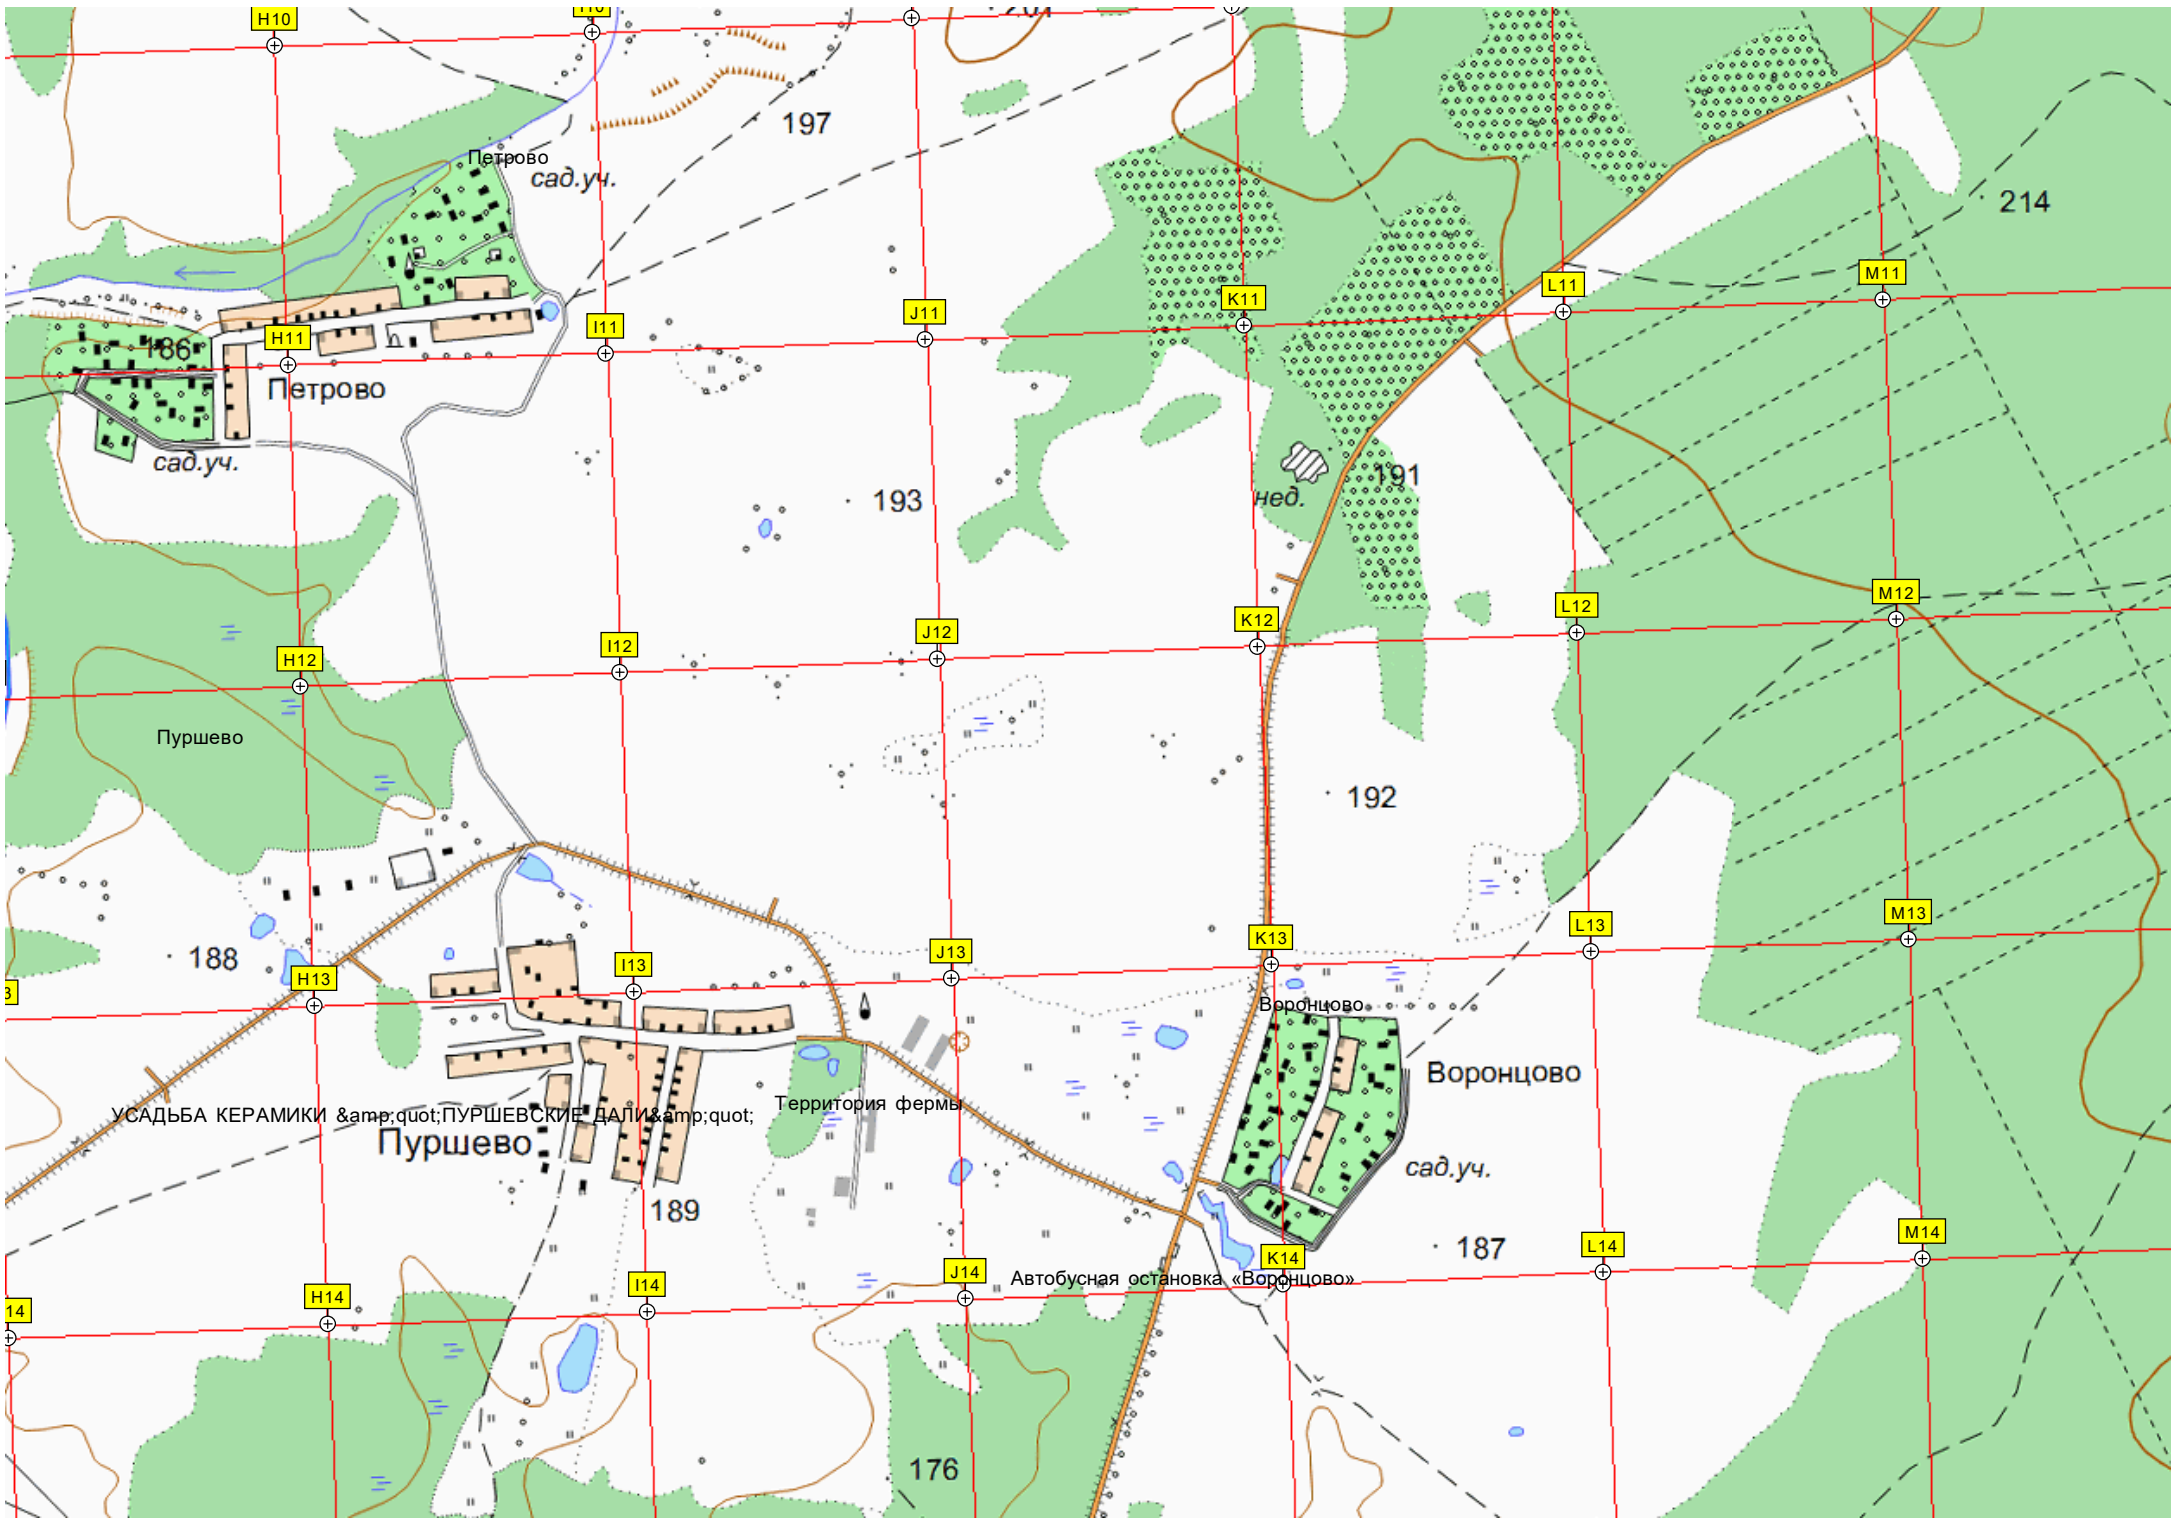 H10
197
Петрово
сад.уч.
214
M11
L11
K11
J11
I11
H11
186
Петрово
сад.уч.
191
193
нед.
M12
L12
K12
J12
I12
H12
Пуршево
192
M13
L13
K13
J13
I13
H13
188
3
Воронцово
Воронцово
Территория фермы
УСАДЬБА КЕРАМИКИ &amp;quot;ПУРШЕВСКИЕ ДАЛИ&amp;quot;
Пуршево
сад.уч.
189
187
M14
L14
K14
J14
I14
H14
14
Автобусная остановка «Воронцово»
176